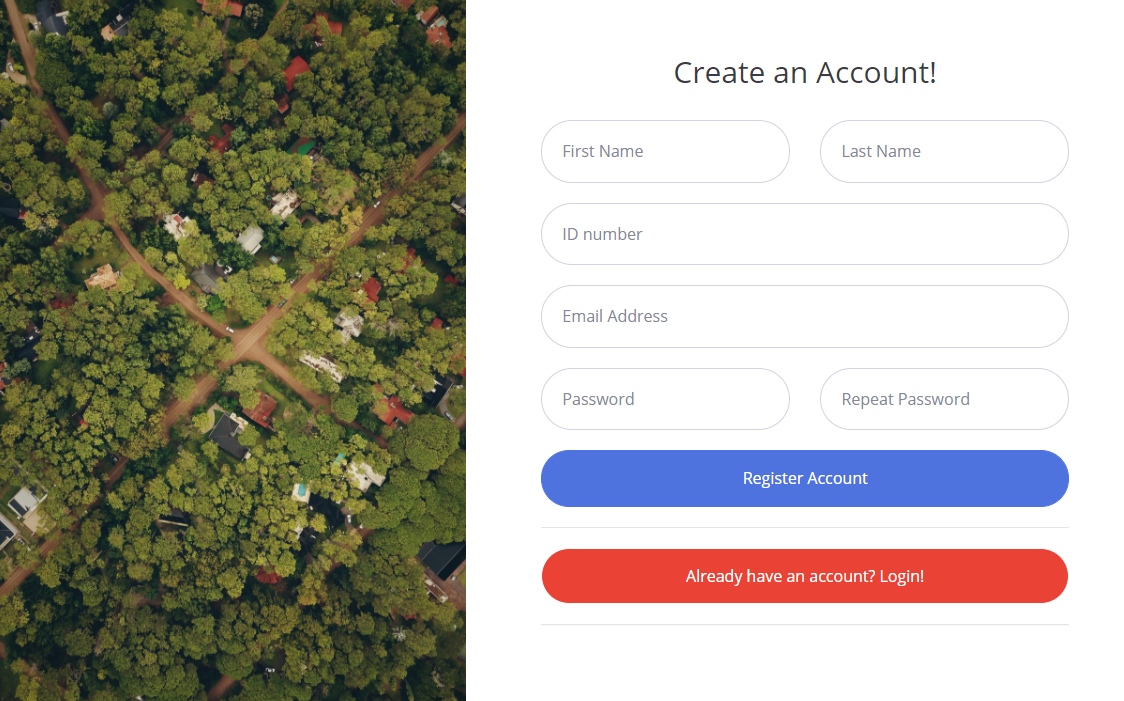 Create an Account!
First Name
Last Name
ID number
Email Address
Password
Repeat Password
Register Account
Already have an account? Login!